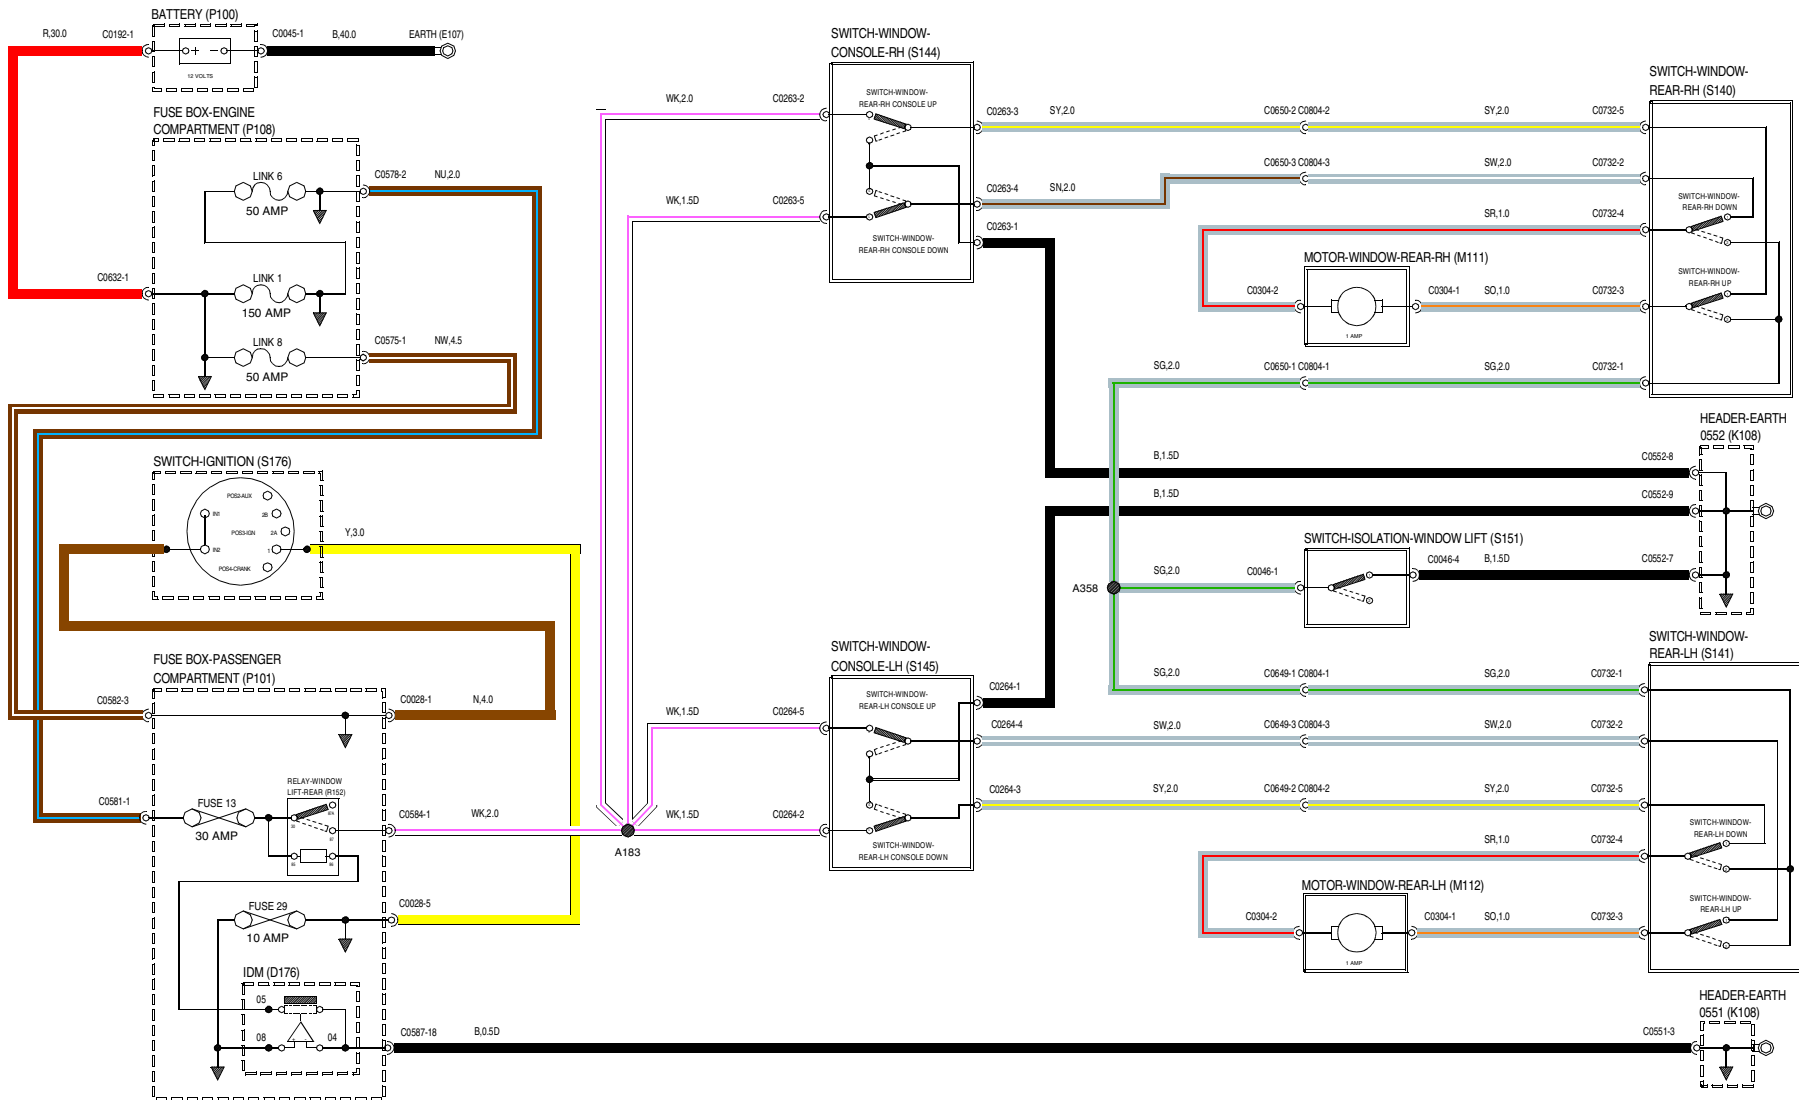 BATTERY (P100)
R,30.0
C0192-1
C0045-1
B,40.0
EARTH (E107)
12 VOLTS
FUSE BOX-ENGINE
COMPARTMENT (P108)
LINK 6
50 AMP
C0578-2
NU,2.0
C0632-1
LINK 1
150 AMP
LINK 8
50 AMP
C0575-1
NW,4.5
SWITCH-IGNITION (S176)
POS2-AUX
IN1
2B
POS3-IGN
2A
IN2
1
POS4-CRANK
Y,3.0
FUSE BOX-PASSENGER
COMPARTMENT (P101)
C0582-3
C0028-1
N,4.0
RELAY-WINDOW
LIFT-REAR (R152)
C0581-1
FUSE 13
30 AMP
87A
30
87
85
86
C0584-1
WK,2.0
A183
FUSE 29
10 AMP
C0028-5
IDM (D176)
05
08
04
C0587-18
B,0.5D
SWITCH-WINDOW-
CONSOLE-RH (S144)
WK,2.0
C0263-2
SWITCH-WINDOW-
REAR-RH CONSOLE UP
WK,1.5D
C0263-5
SWITCH-WINDOW-
REAR-RH CONSOLE DOWN
C0263-3
SY,2.0
C0650-2 C0804-2
SY,2.0
C0732-5
C0263-4
SN,2.0
C0650-3 C0804-3
SW,2.0
C0732-2
C0263-1
SWITCH-WINDOW-
REAR-RH (S140)
SWITCH-WINDOW-
REAR-RH DOWN
SR,1.0
C0732-4
MOTOR-WINDOW-REAR-RH (M111)
SWITCH-WINDOW-
REAR-RH UP
C0304-2
C0304-1
SO,1.0
C0732-3
1 AMP
SG,2.0
C0650-1 C0804-1
SG,2.0
C0732-1
HEADER-EARTH
0552 (K108)
B,1.5D
C0552-8
B,1.5D
C0552-9
SWITCH-ISOLATION-WINDOW LIFT (S151)
SG,2.0
C0046-1
C0046-4
B,1.5D
C0552-7
A358
SWITCH-WINDOW-
CONSOLE-LH (S145)
SWITCH-WINDOW-
REAR-LH CONSOLE UP
WK,1.5D
C0264-5
WK,1.5D
C0264-2
SWITCH-WINDOW-
REAR-LH CONSOLE DOWN
C0264-1
C0264-4
C0264-3
SWITCH-WINDOW-
REAR-LH (S141)
SG,2.0
C0649-1 C0804-1
SG,2.0
C0732-1
SW,2.0
C0649-3 C0804-3
SW,2.0
C0732-2
SY,2.0
C0649-2 C0804-2
SY,2.0
C0732-5
SWITCH-WINDOW-
REAR-LH DOWN
SR,1.0
C0732-4
MOTOR-WINDOW-REAR-LH (M112)
SWITCH-WINDOW-
REAR-LH UP
C0304-2
C0304-1
SO,1.0
C0732-3
1 AMP
HEADER-EARTH
0551 (K108)
C0551-3